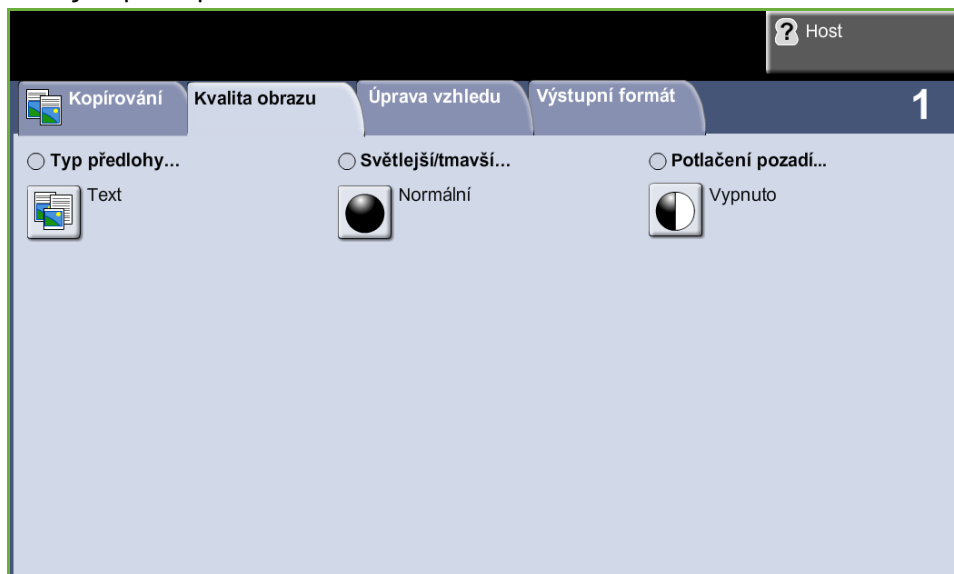 ? Host
Kopírování Kvalita obrazu Úprava vzhledu Výstupní formát 1
Typ předlohy... Světlejší/tmavší... Potlačení pozadí...
Text Normální Vypnuto